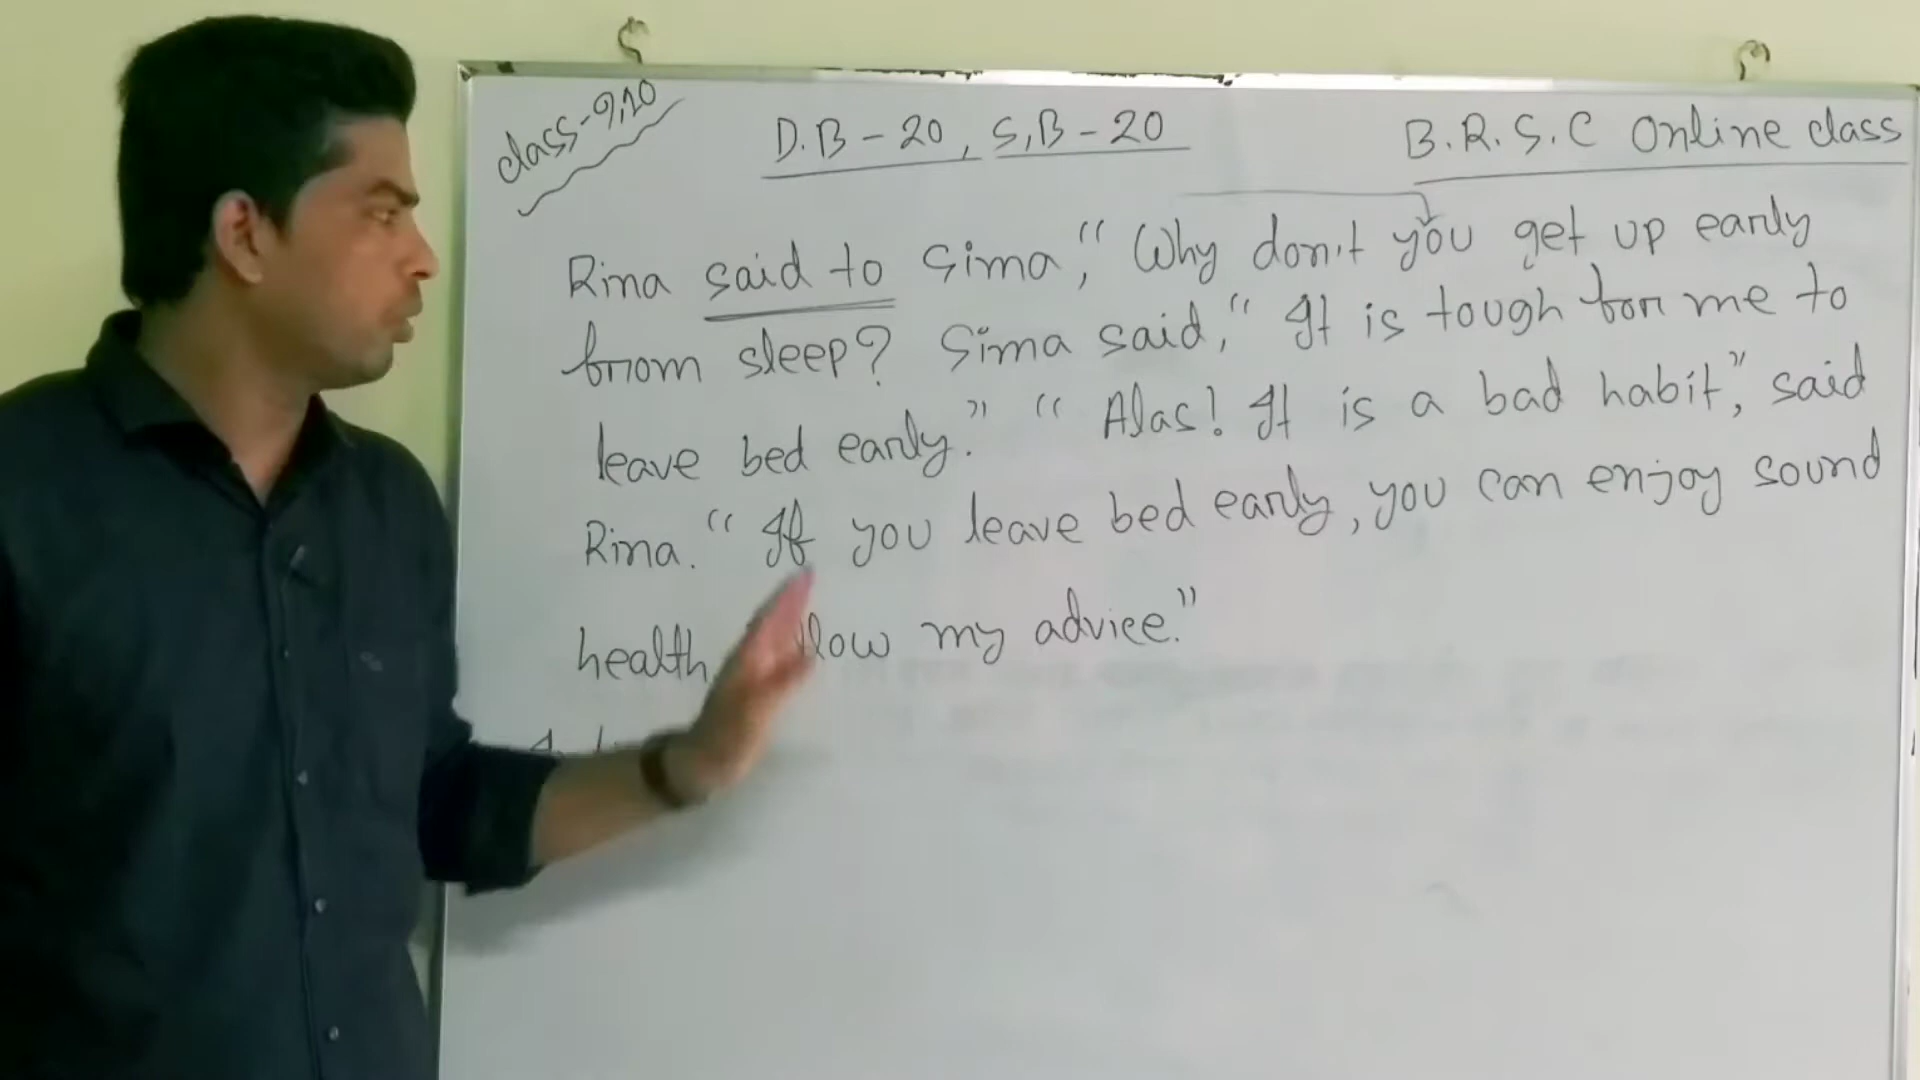 class-9,10
D.B-20, S.B-20
B.R.S.C Online class
Rina said to Sima, "Why don't you get up early
from sleep? Sima said, "It is tough for me to
leave bed early." "Alas! It is a bad habit", said
Rina. "If you leave bed early, you can enjoy sound
health my advice."